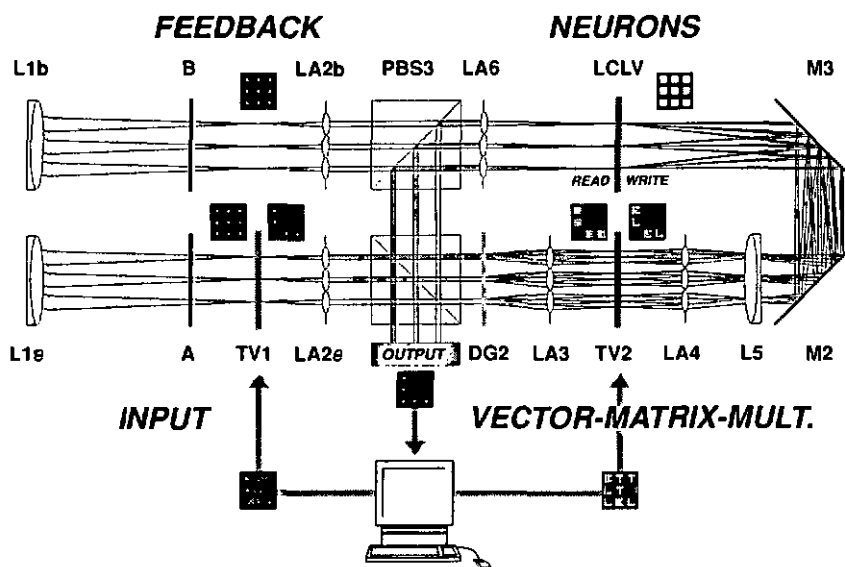 FEEDBACK NEURONS
L1b B LA2b PBS3 LA6 LCLV M3
READ WRITE
L1e A TV1 LA2e OUTPUT DG2 LA3 TV2 LA4 L5 M2
INPUT VECTOR-MATRIX-MULT.